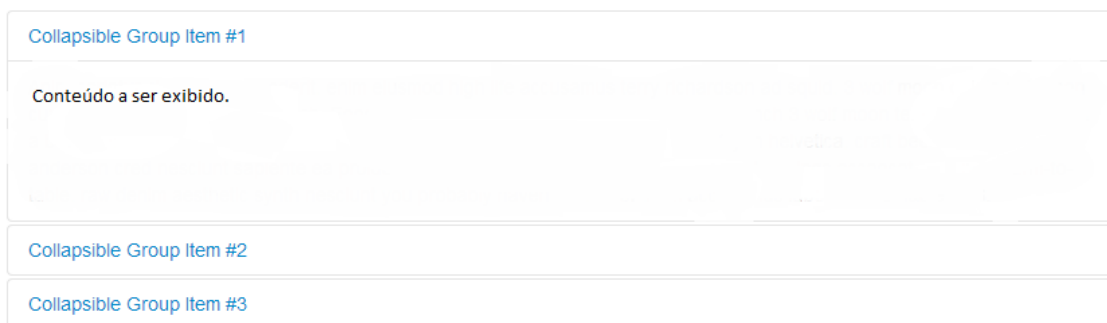 Collapsible Group Item #1
Conteúdo a ser exibido.
Collapsible Group Item #2
Collapsible Group Item #3